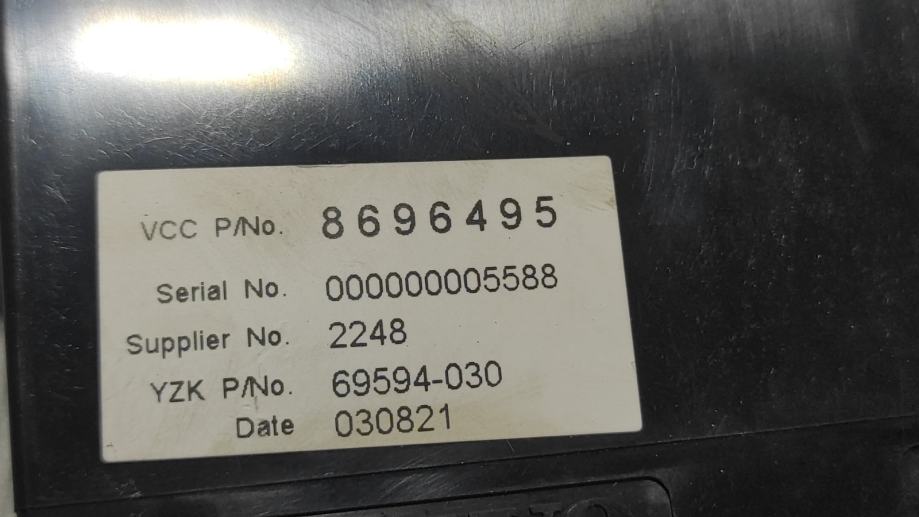 VCC P/No. 8696495
Serial No. 000000005588
Supplier No. 2248
YZK P/No. 69594-030
Date 030821